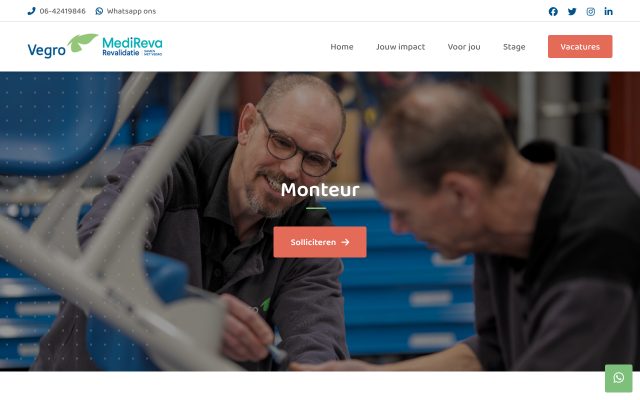 06-42419846 Whatsapp ons
Vegro MediReva
Revalidatie
Home Jouw impact Voor jou Stage Vacatures
Monteur
Solliciteren